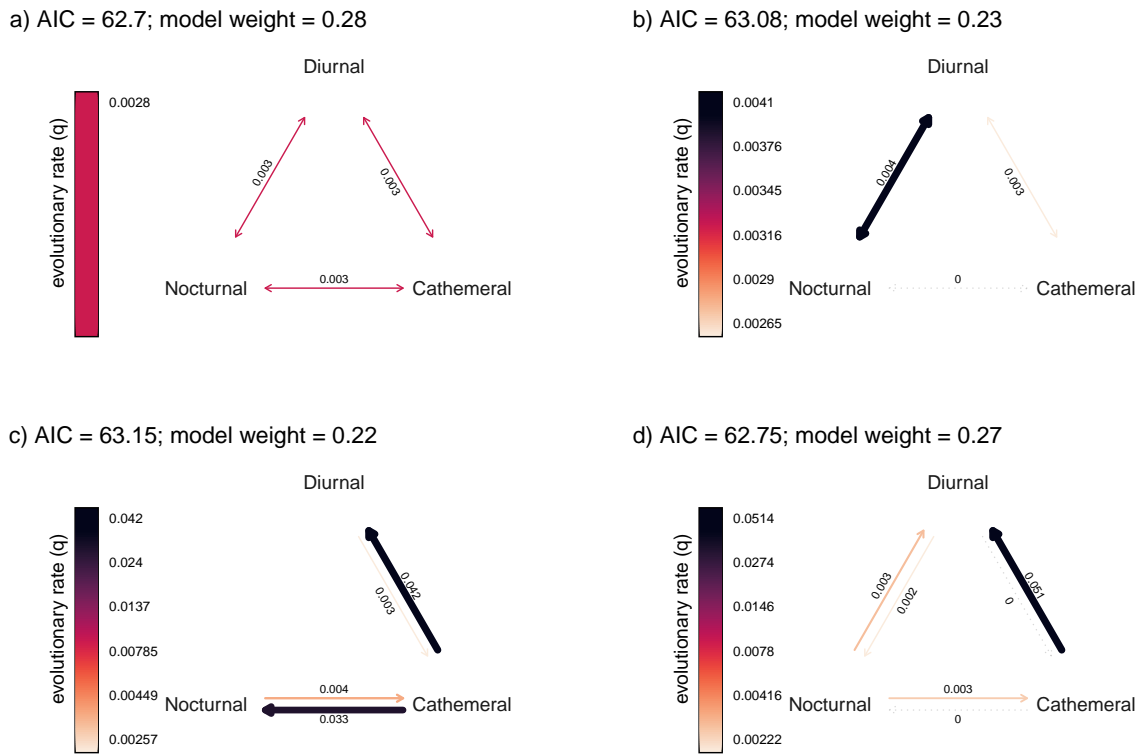 a) AIC = 62.7; model weight = 0.28
Diurnal
evolutionary rate (q)
0.0028
0.003
0.003
Nocturnal
0.003
Cathemeral
b) AIC = 63.08; model weight = 0.23
Diurnal
evolutionary rate (q)
0.0041
0.00376
0.00345
0.00316
0.0029
0.00265
0.004
0.003
Nocturnal
0
Cathemeral
c) AIC = 63.15; model weight = 0.22
Diurnal
evolutionary rate (q)
0.042
0.024
0.0137
0.00785
0.00449
0.00257
0.042
0.003
Nocturnal
0.004
0.033
Cathemeral
d) AIC = 62.75; model weight = 0.27
Diurnal
evolutionary rate (q)
0.0514
0.0274
0.0146
0.0078
0.00416
0.00222
0.003
0.002
0.051
0
Nocturnal
0.003
0
Cathemeral